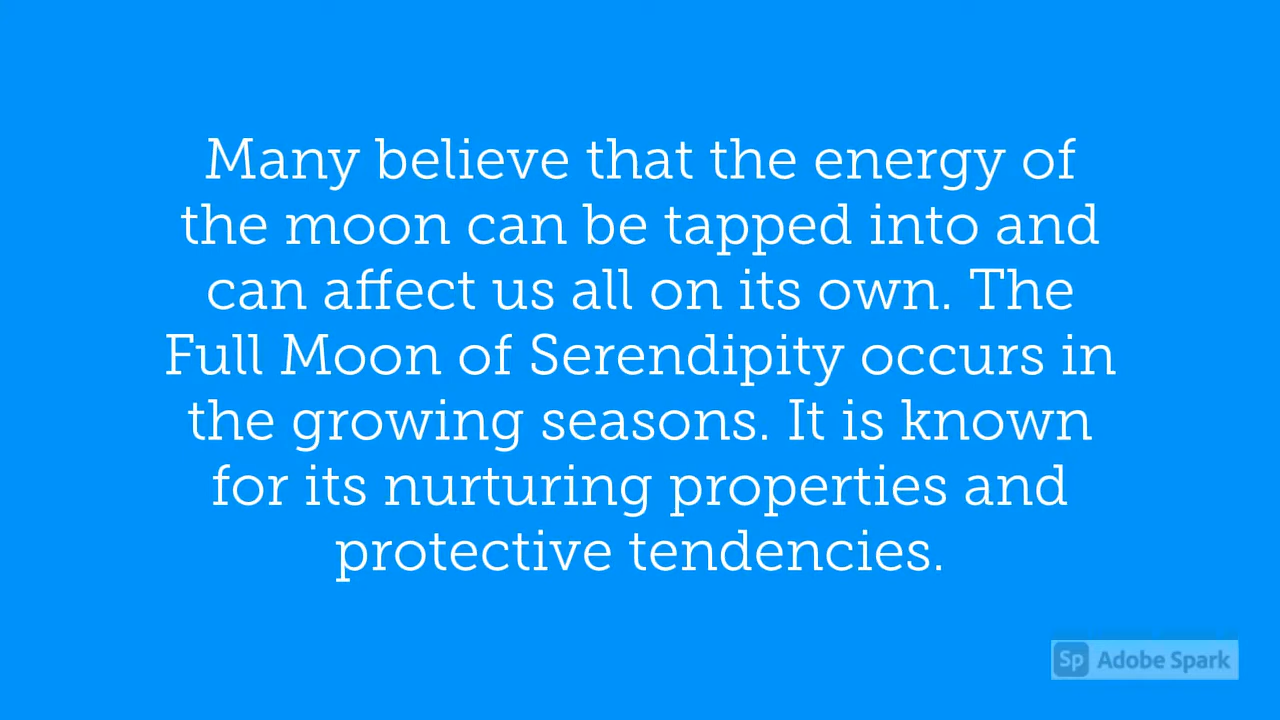 Many believe that the energy of
the moon can be tapped into and
can affect us all on its own. The
Full Moon of Serendipity occurs in
the growing seasons. It is known
for its nurturing properties and
protective tendencies.
Sp Adobe Spark